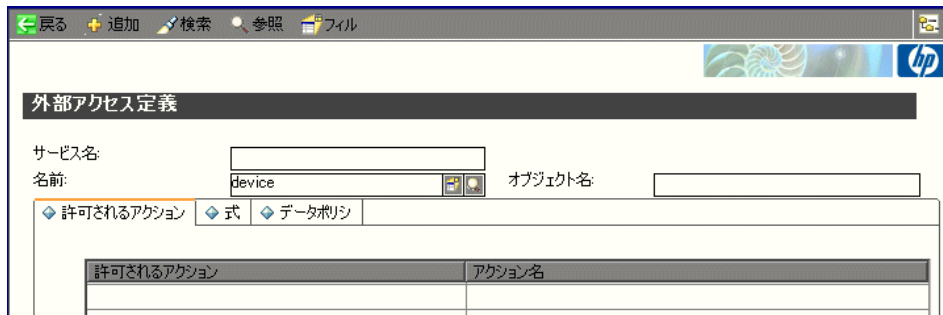 戻る 追加 検索 参照 フィル
hp
外部アクセス定義
サービス名:
名前: device オブジェクト名:
許可されるアクション 式 データポリシ
許可されるアクション アクション名